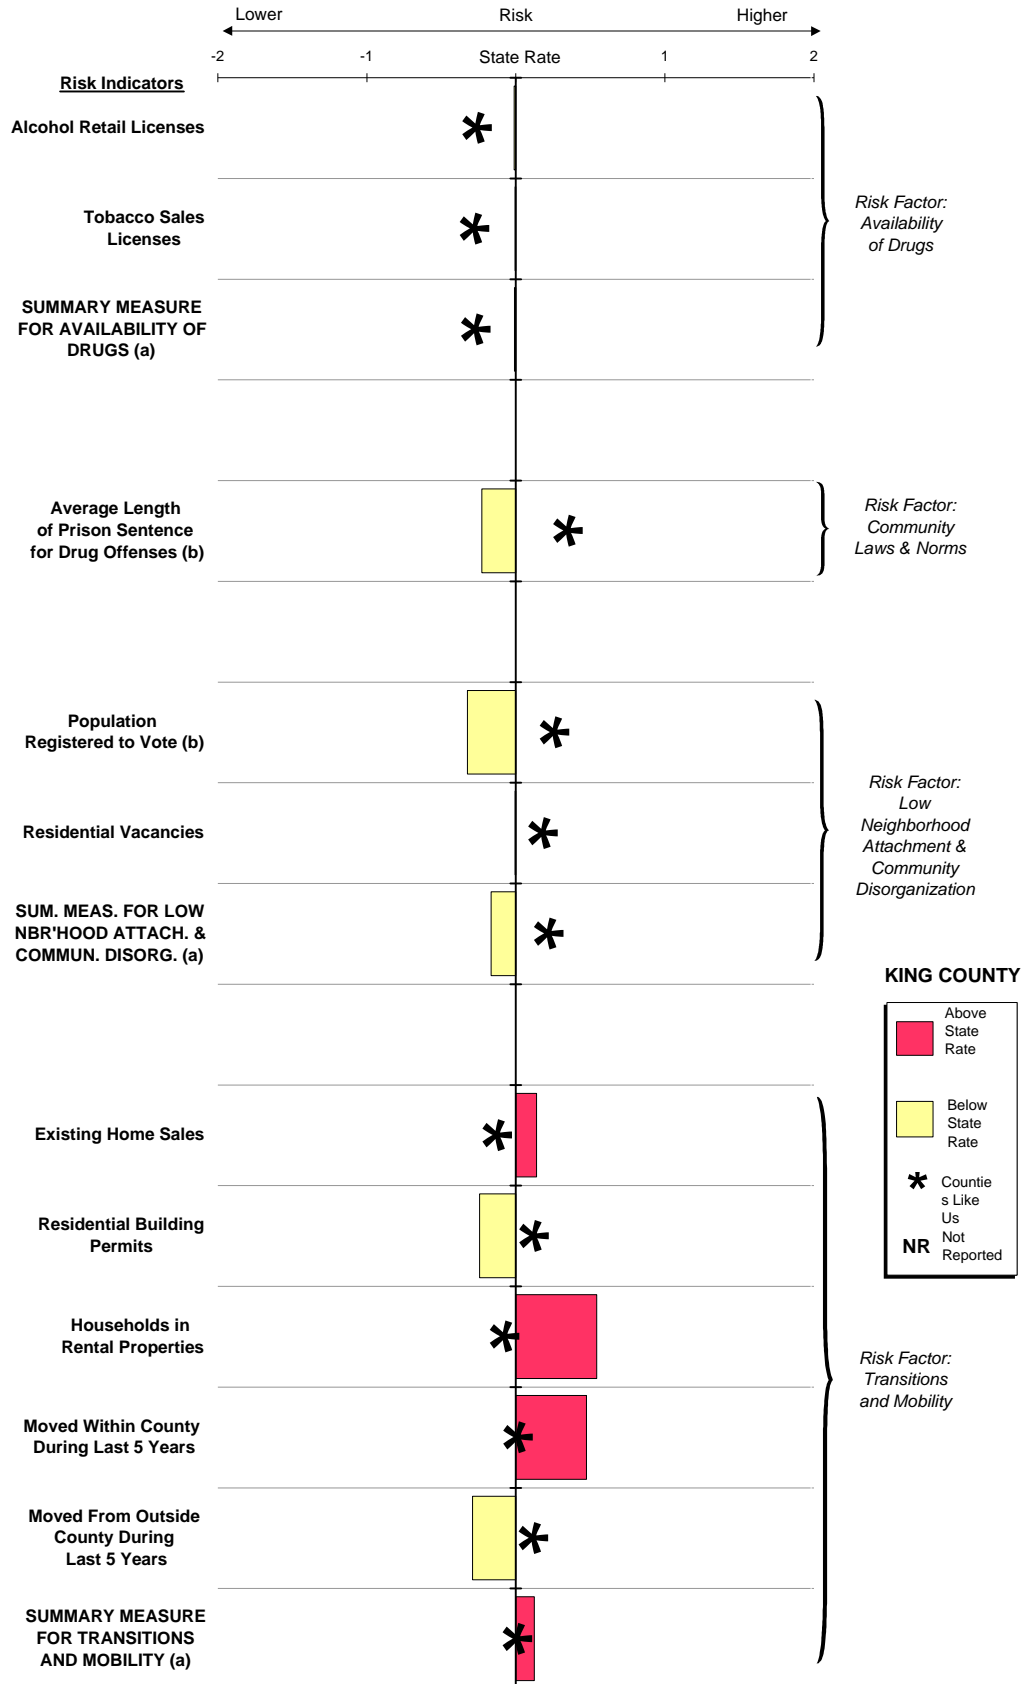 Lower Risk Higher
-2 -1 State Rate 1 2
Risk Indicators
Alcohol Retail Licenses
Tobacco Sales
Licenses
SUMMARY MEASURE
FOR AVAILABILITY OF
DRUGS (a)
Risk Factor:
Availability
of Drugs
Average Length
of Prison Sentence
for Drug Offenses (b)
Risk Factor:
Community
Laws & Norms
Population
Registered to Vote (b)
Residential Vacancies
SUM. MEAS. FOR LOW
NBR'HOOD ATTACH. &
COMMUN. DISORG. (a)
Risk Factor:
Low
Neighborhood
Attachment &
Community
Disorganization
KING COUNTY
Above
State
Rate
Below
State
Rate
* Countie
s Like
Us
NR Not
Reported
Existing Home Sales
Residential Building
Permits
Households in
Rental Properties
Moved Within County
During Last 5 Years
Moved From Outside
County During
Last 5 Years
SUMMARY MEASURE
FOR TRANSITIONS
AND MOBILITY (a)
Risk Factor:
Transitions
and Mobility